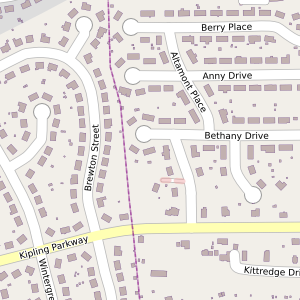 Berry Place
Altamont Place
Anny Drive
Bethany Drive
Brewton Street
Kipling Parkway
Wintergre
Kittredge Dri